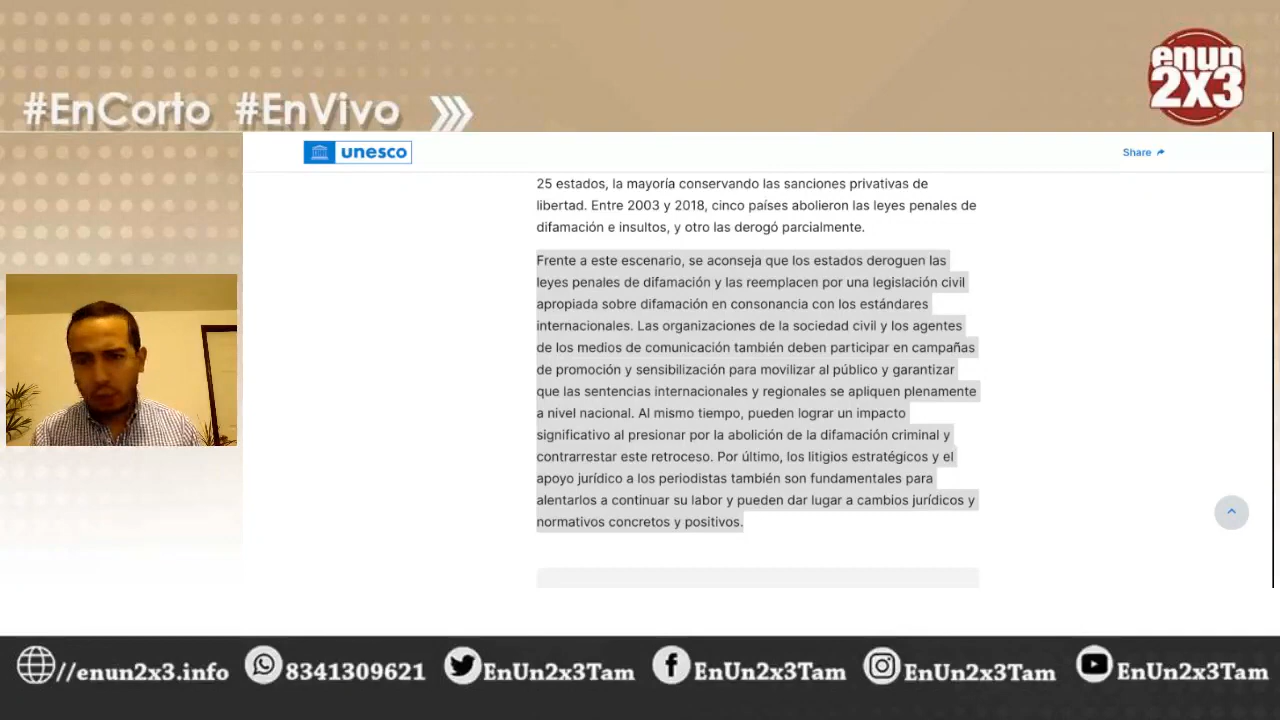 #EnCorto #EnVivo
enun
2X3
unesco
Share
25 estados, la mayoría conservando las sanciones privativas de
libertad. Entre 2003 y 2018, cinco países abolieron las leyes penales de
difamación e insultos, y otro las derogó parcialmente.
Frente a este escenario, se aconseja que los estados deroguen las
leyes penales de difamación y las reemplacen por una legislación civil
apropiada sobre difamación en consonancia con los estándares
internacionales. Las organizaciones de la sociedad civil y los agentes
de los medios de comunicación también deben participar en campañas
de promoción y sensibilización para movilizar al público y garantizar
que las sentencias internacionales y regionales se apliquen plenamente
a nivel nacional. Al mismo tiempo, pueden lograr un impacto
significativo al presionar por la abolición de la difamación criminal y
contrarrestar este retroceso. Por último, los litigios estratégicos y el
apoyo jurídico a los periodistas también son fundamentales para
alentarlos a continuar su labor y pueden dar lugar a cambios jurídicos y
normativos concretos y positivos.
//enun2x3.info 8341309621 EnUn2x3Tam EnUn2x3Tam EnUn2x3Tam EnUn2x3Tam